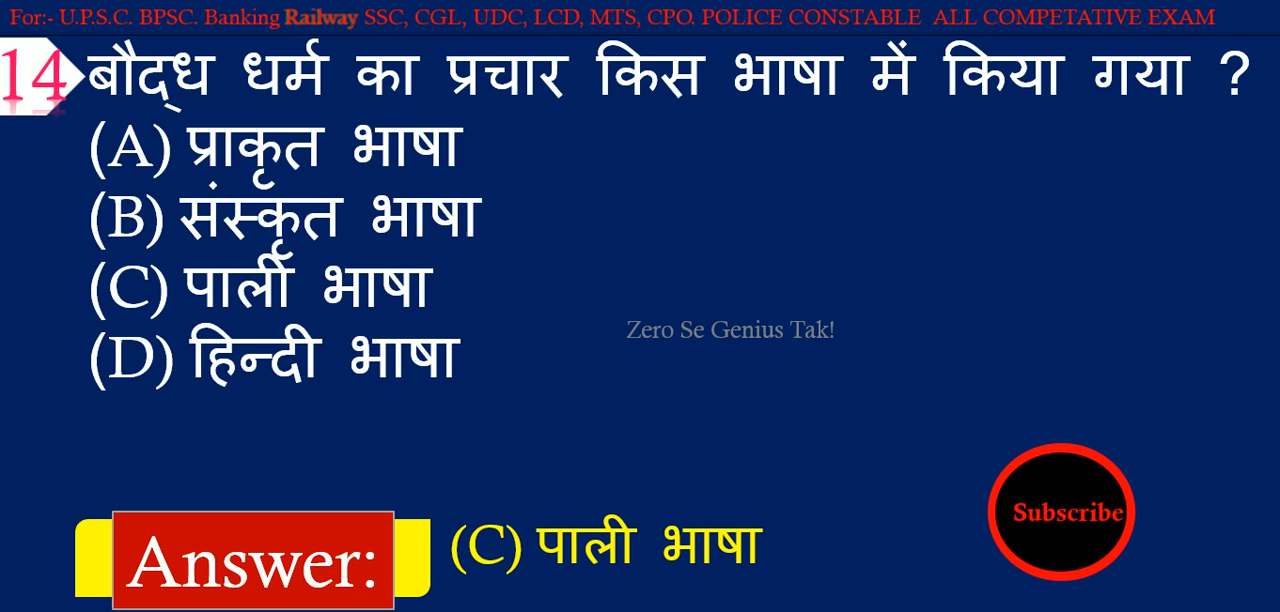 For:- U.P.S.C. BPSC. Banking Railway SSC, CGL, UDC, LCD, MTS, CPO. POLICE CONSTABLE ALL COMPETATIVE EXAM
14 बौद्ध धर्म का प्रचार किस भाषा में किया गया ?
(A) प्राकृत भाषा
(B) संस्कृत भाषा
(C) पाली भाषा
Zero Se Genius Tak!
(D) हिन्दी भाषा
Subscribe
Answer: (C) पाली भाषा